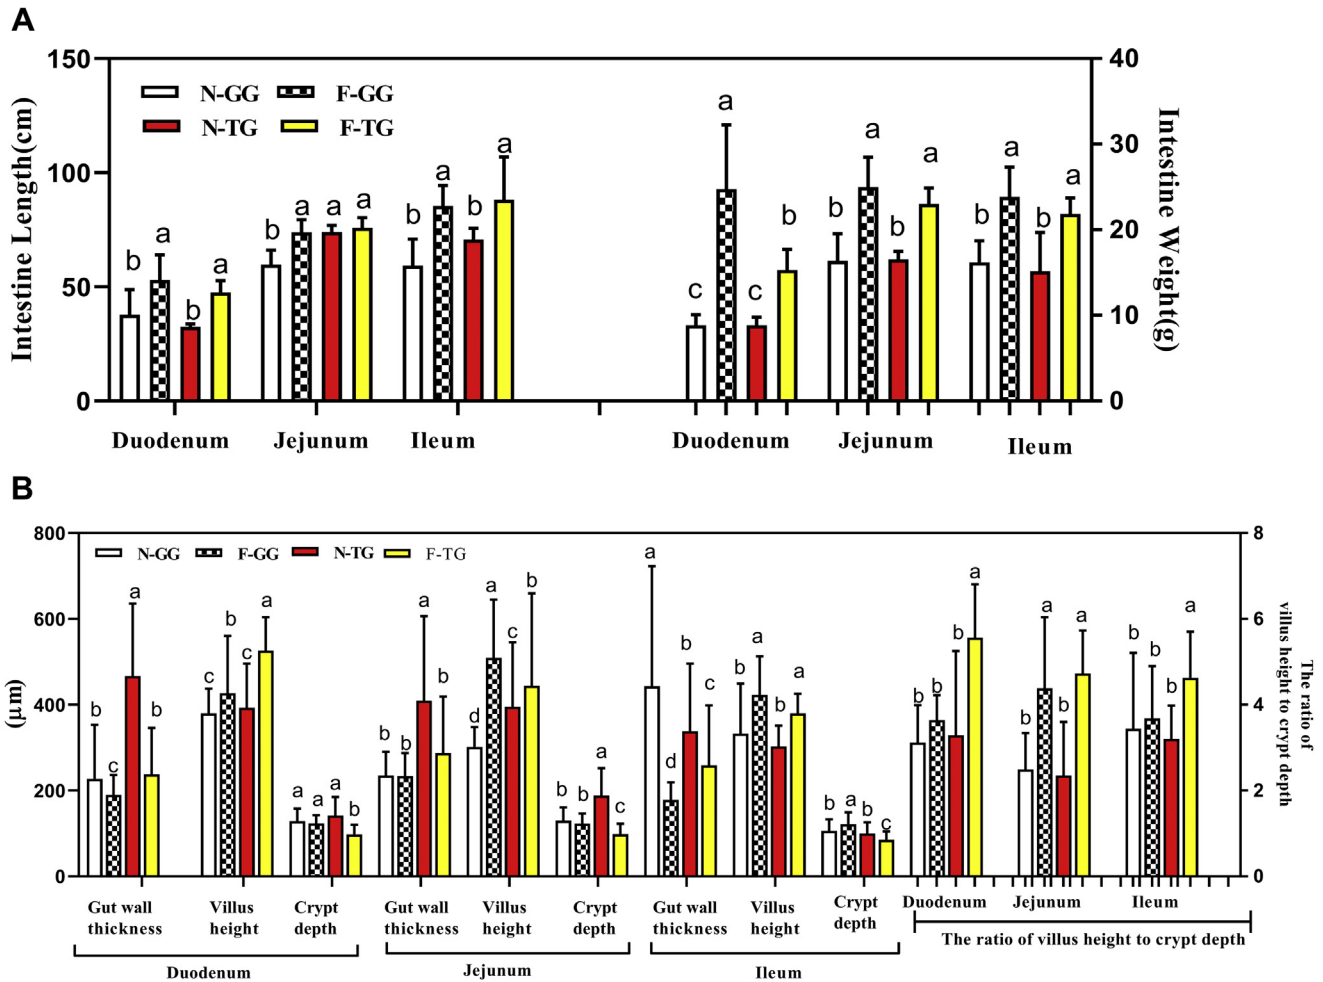 A
150
100
50
0
Intestine Length(cm)
N-GG F-GG
N-TG F-TG
b a b a
b a a a
b a b a
c a c b
b a b a
b a b a
40
30
20
10
0
Intestine Weight(g)
Duodenum Jejunum Ileum Duodenum Jejunum Ileum
B
800
600
400
200
0
(μm)
N-GG F-GG N-TG F-TG
b c a b
c b c a
a a a b
b b a b
d a c b
b b a c
a d b c
b a b a
b a b c
b b b a
b a b a
b b b a
8
6
4
2
0
The ratio of
villus height to crypt depth
Gut wall
thickness
Villus
height
Crypt
depth
Gut wall
thickness
Villus
height
Crypt
depth
Gut wall
thickness
Villus
height
Crypt
depth
Duodenum Jejunum Ileum
The ratio of villus height to crypt depth
Duodenum Jejunum Ileum